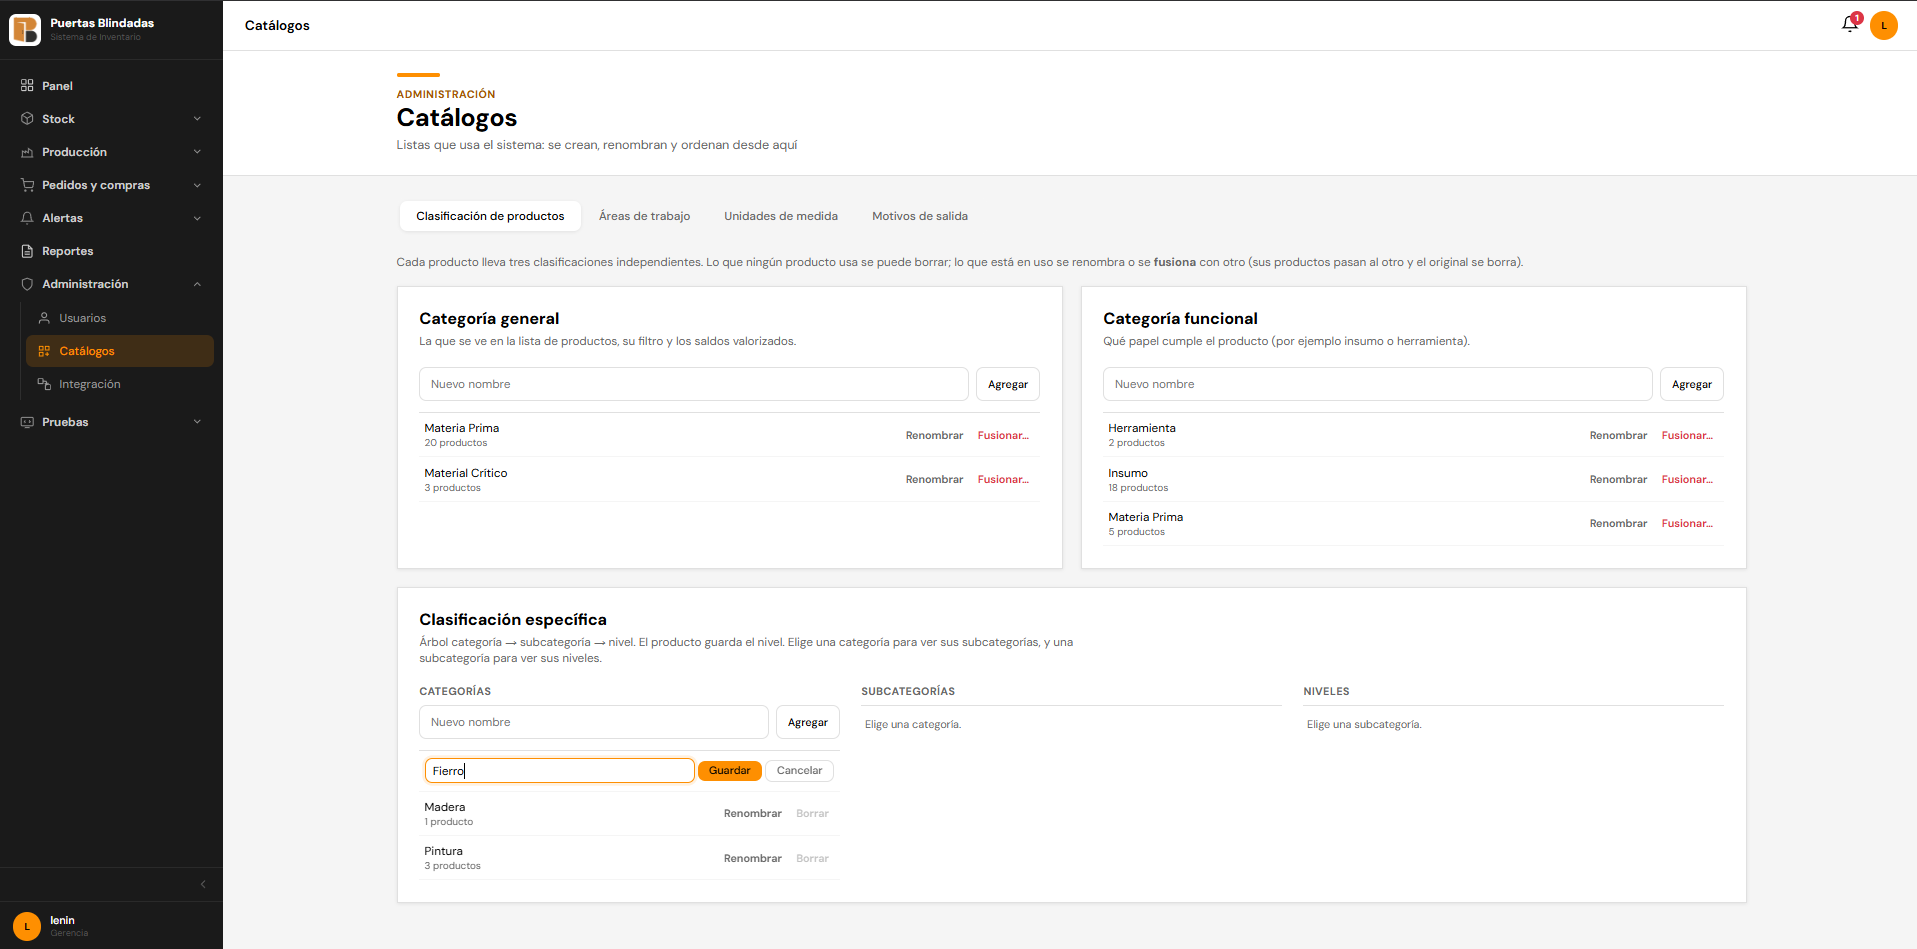 Puertas Blindadas
Sistema de Inventario
Panel
Stock
Producción
Pedidos y compras
Alertas
Reportes
Administración
Usuarios
Catálogos
Integración
Pruebas
L
lenin
Gerencia
Catálogos
1
L
ADMINISTRACIÓN
Catálogos
Listas que usa el sistema: se crean, renombran y ordenan desde aquí
Clasificación de productos
Áreas de trabajo
Unidades de medida
Motivos de salida
Cada producto lleva tres clasificaciones independientes. Lo que ningún producto usa se puede borrar; lo que está en uso se renombra o se fusiona con otro (sus productos pasan al otro y el original se borra).
Categoría general
La que se ve en la lista de productos, su filtro y los saldos valorizados.
Nuevo nombre
Agregar
Materia Prima
20 productos
Renombrar
Fusionar...
Material Critico
3 productos
Renombrar
Fusionar...
Categoría funcional
Qué papel cumple el producto (por ejemplo insumo o herramienta).
Nuevo nombre
Agregar
Herramienta
2 productos
Renombrar
Fusionar...
Insumo
18 productos
Renombrar
Fusionar...
Materia Prima
5 productos
Renombrar
Fusionar...
Clasificación específica
Árbol categoría → subcategoría → nivel. El producto guarda el nivel. Elige una categoría para ver sus subcategorías, y una
subcategoría para ver sus niveles.
CATEGORÍAS
Nuevo nombre
Agregar
Fierro
Guardar
Cancelar
Madera
1 producto
Renombrar
Borrar
Pintura
3 productos
Renombrar
Borrar
SUBCATEGORÍAS
Elige una categoría.
NIVELES
Elige una subcategoría.